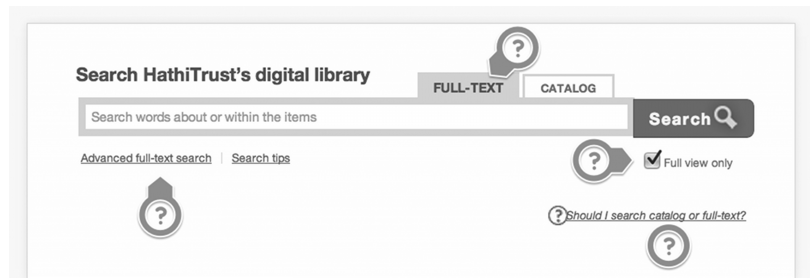 ?
Search HathiTrust's digital library
FULL-TEXT
CATALOG
Search words about or within the items
Search
Advanced full-text search
Search tips
?
Full view only
?
? Should I search catalog or full-text?
?